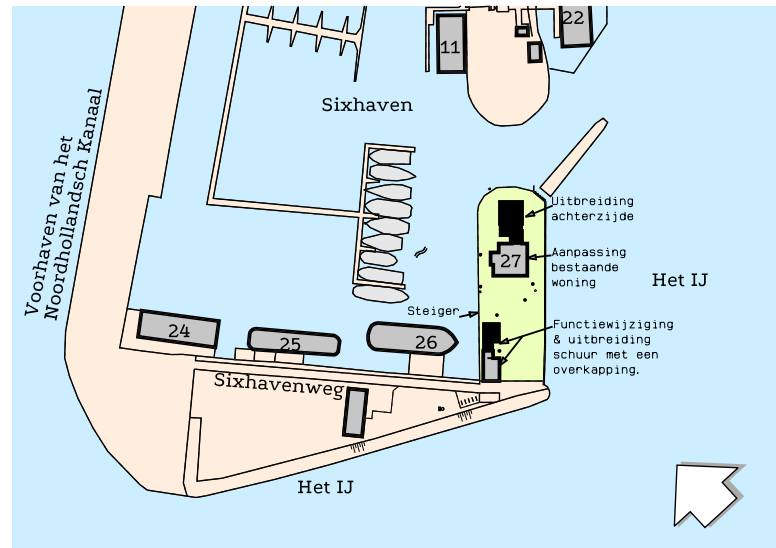 22
11
Sixhaven
Voorhaven van het
Noordhollandsch Kanaal
Uitbreiding
achterzijde
27
Aanpassing
bestaande
woning
Het IJ
Steiger
24
25
26
Functiewijziging
& uitbreiding
schuur met een
overkapping.
Sixhavenweg
Het IJ